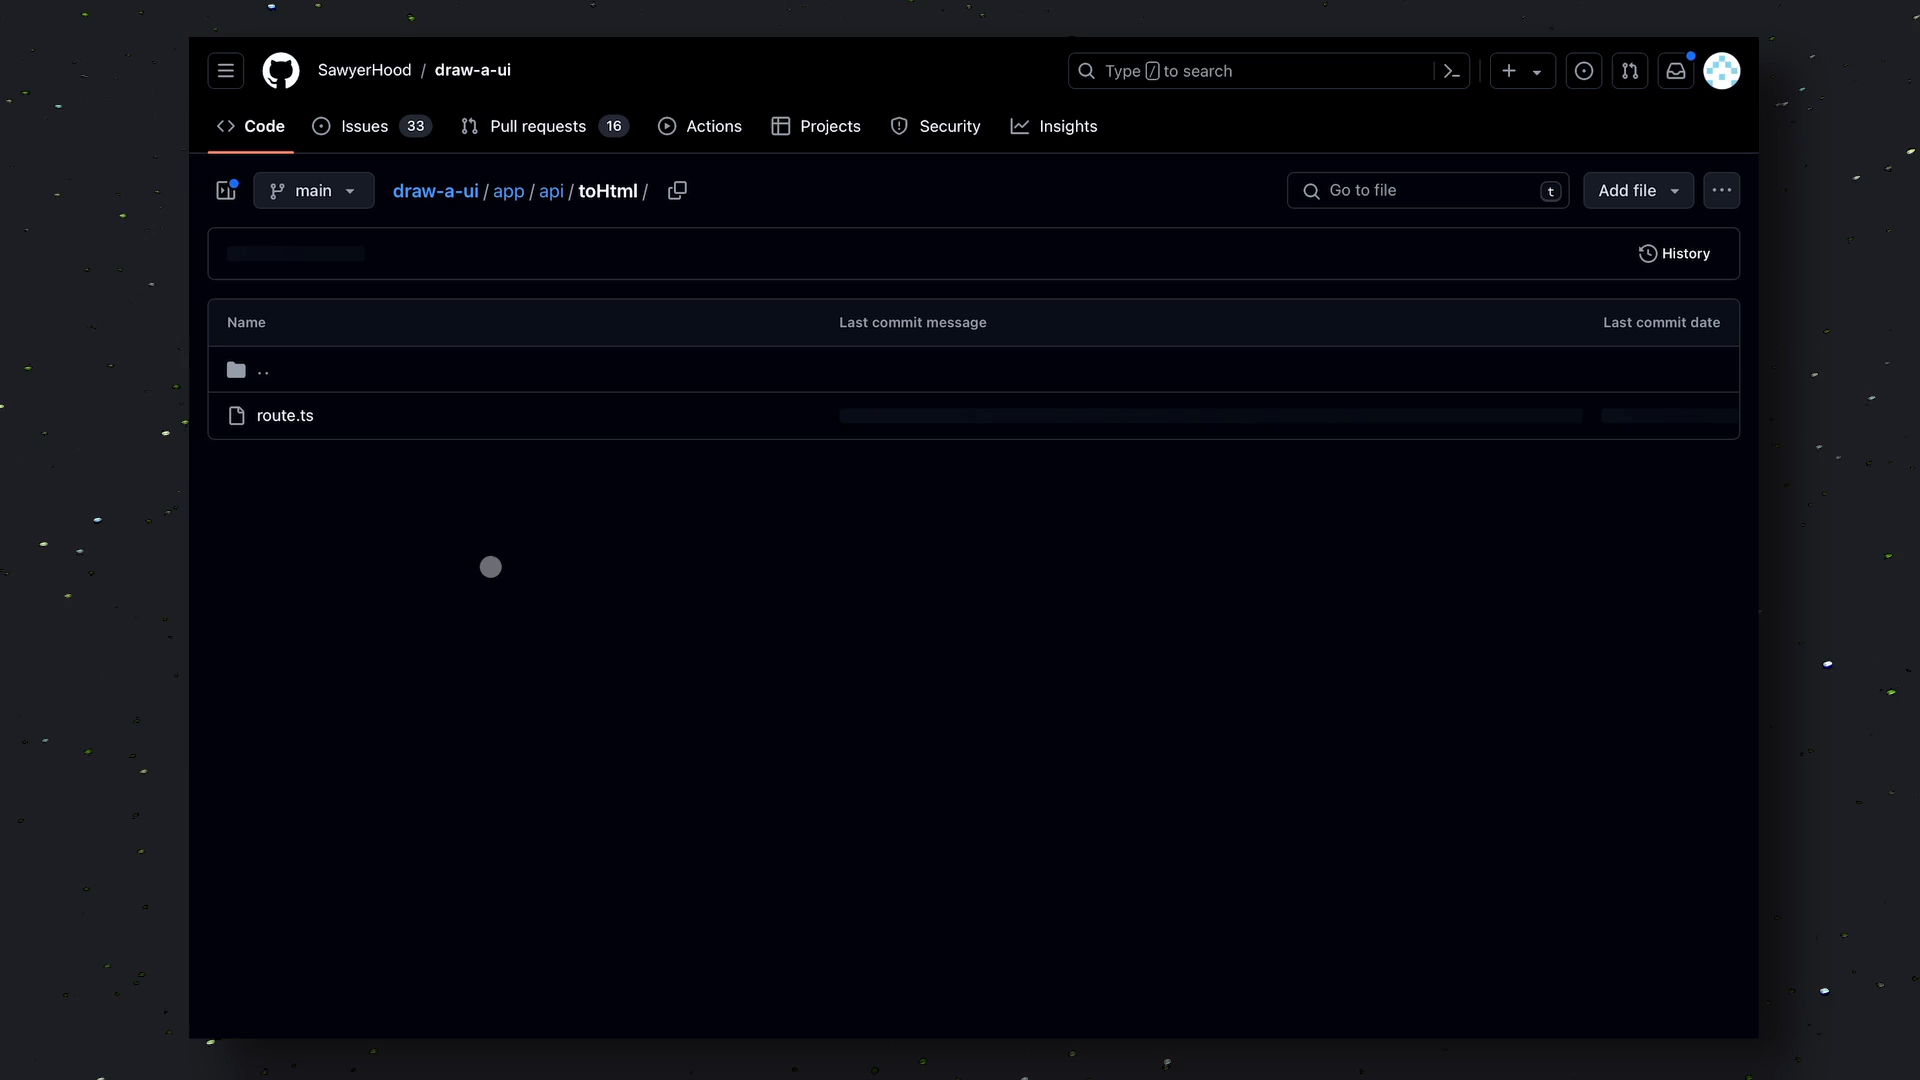 SawyerHood / draw-a-ui
Type / to search
Code
Issues 33
Pull requests 16
Actions
Projects
Security
Insights
main
draw-a-ui / app / api / toHtml /
Go to file
t
Add file
History
Name
Last commit message
Last commit date
..
route.ts